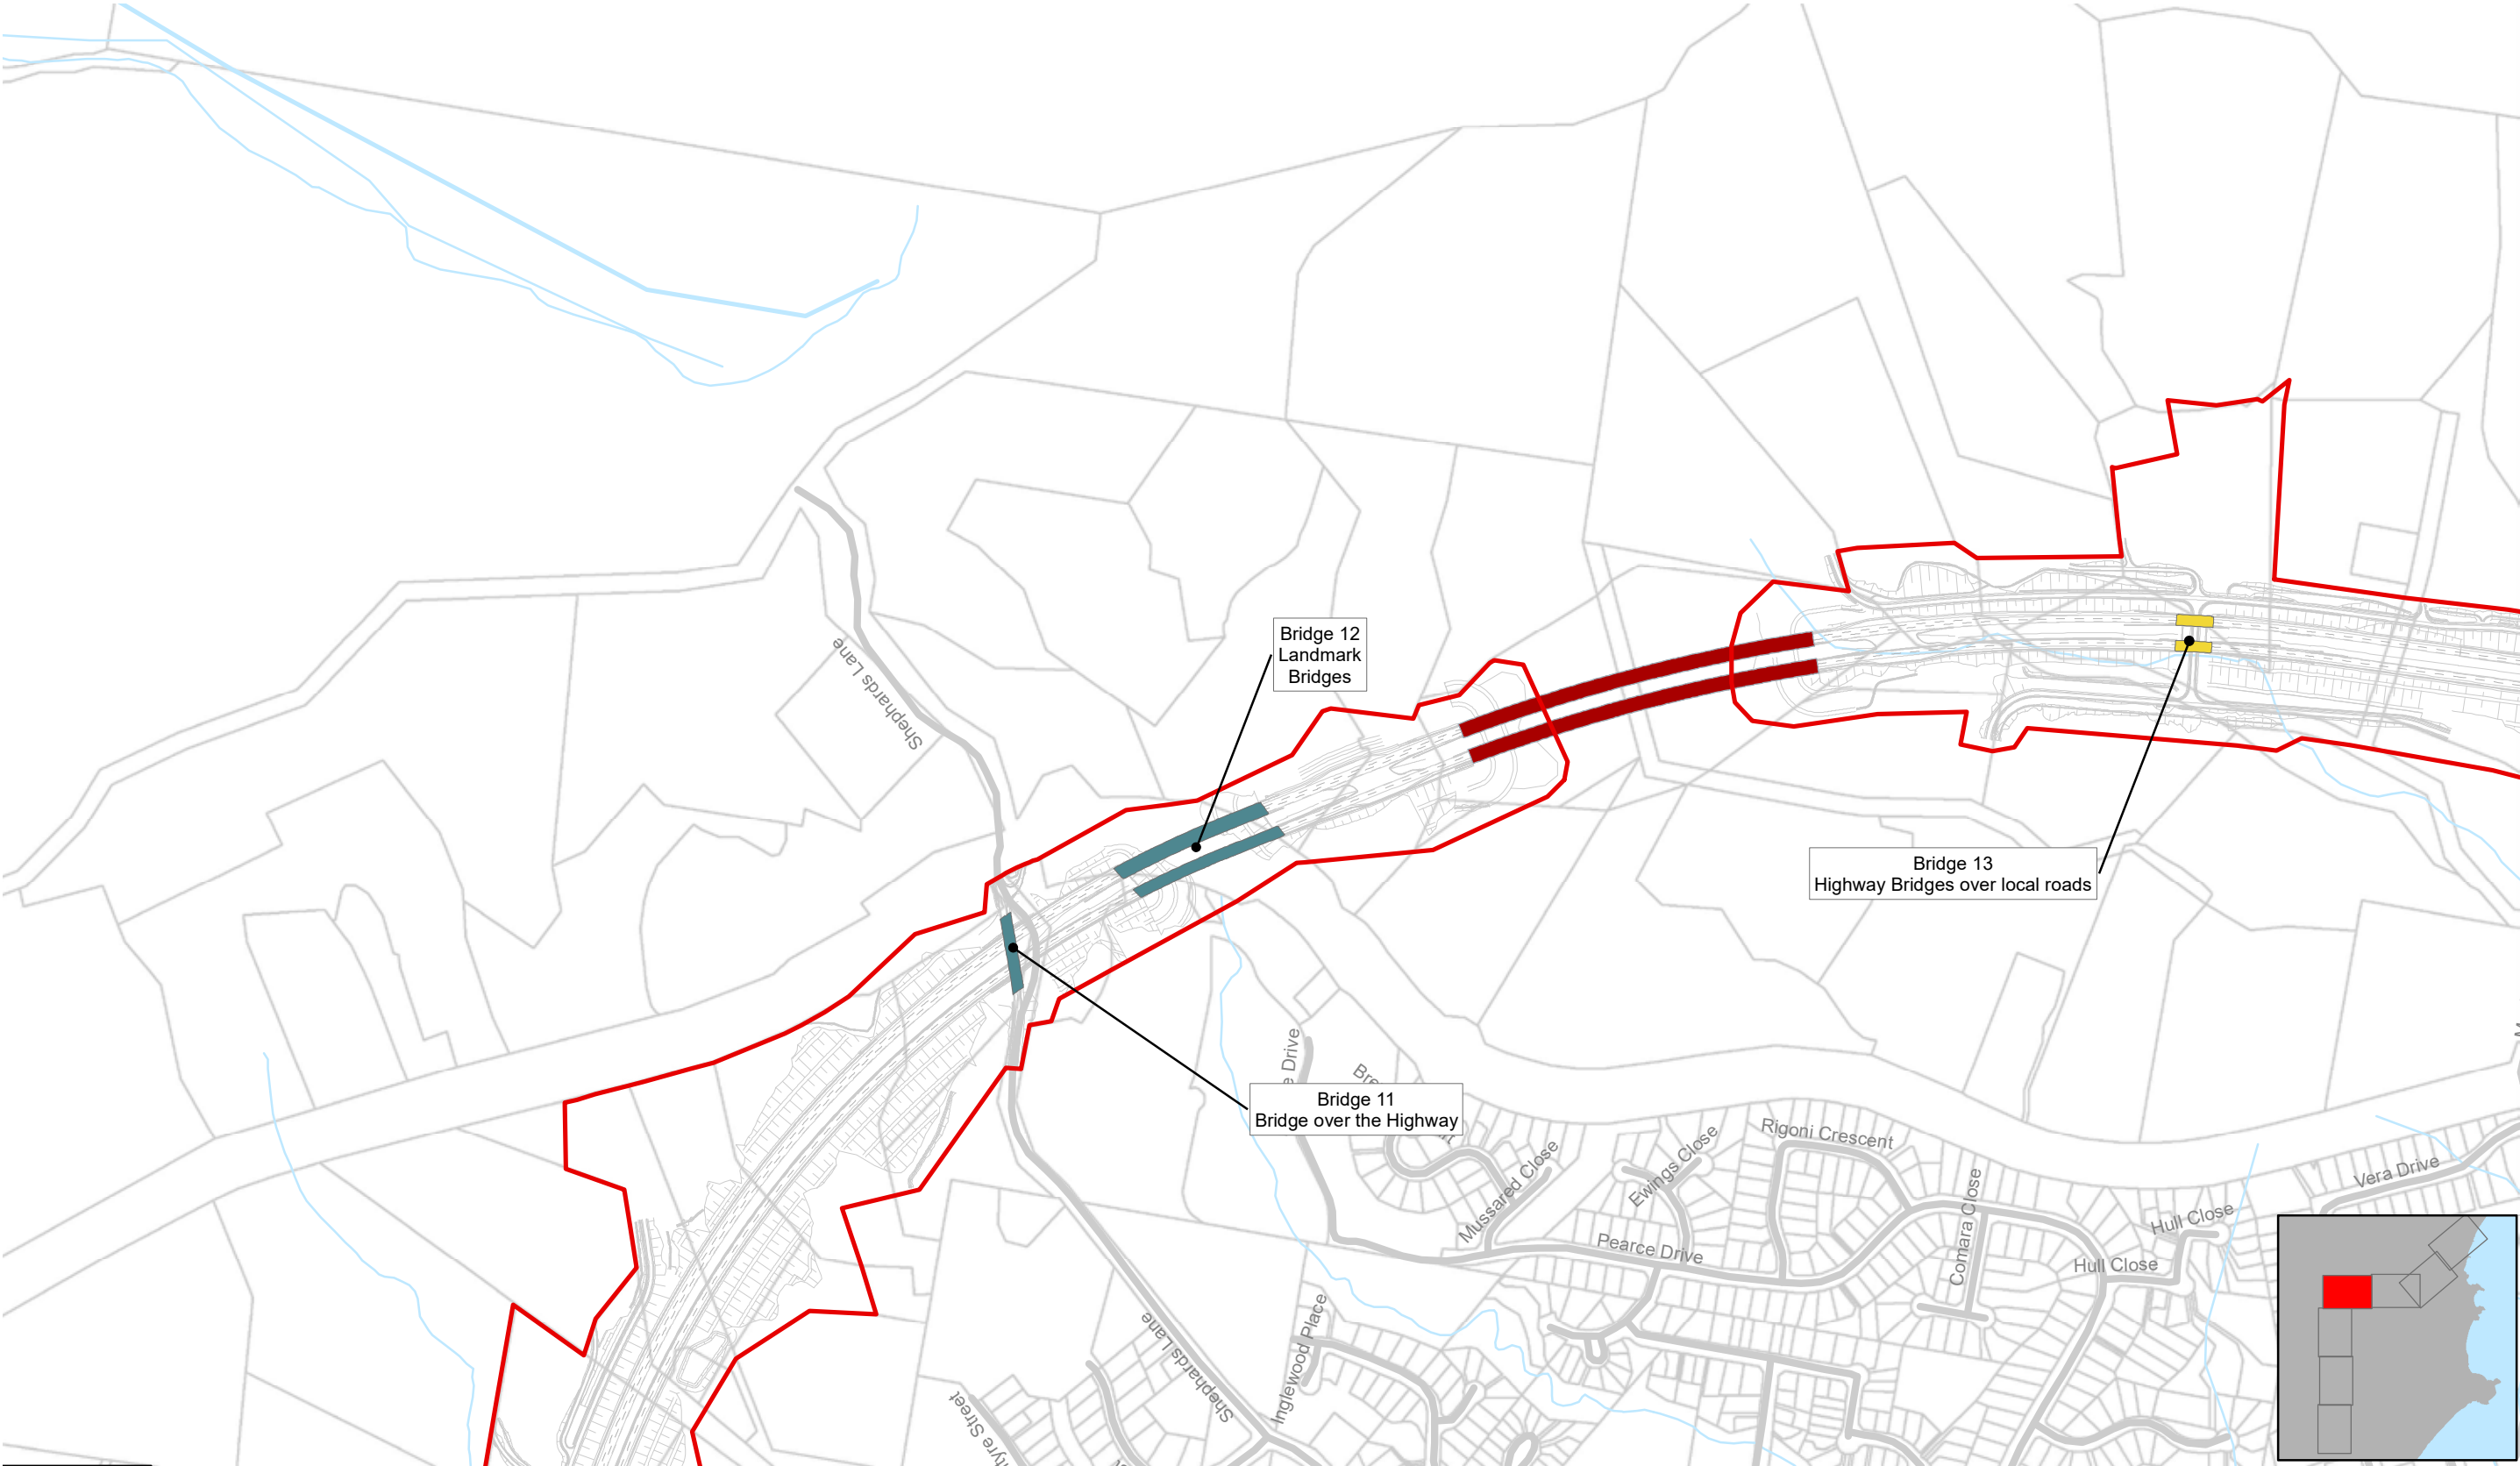 Shephards Lane
Bridge 12
Landmark
Bridges
Bridge 13
Highway Bridges over local roads
Bridge 11
Bridge over the Highway
Drive
Rigoni Crescent
Ewings Close
Mussared Close
Vera Drive
Comara Close
Hull Close
Pearce Drive
Hull Close
Inglewood Place
Shephards Lane
Street